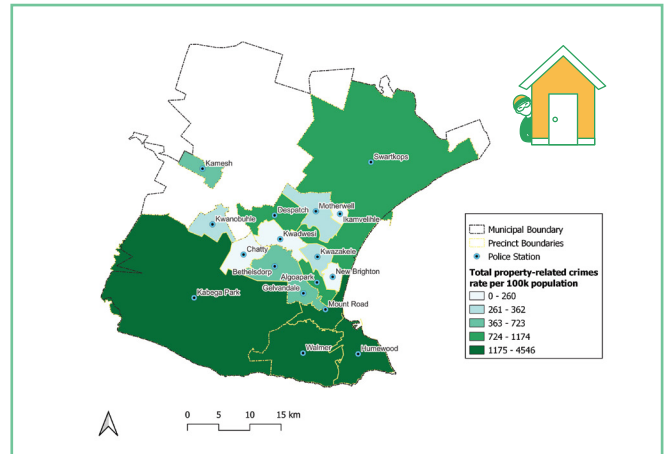 Kamesh
Swartkops
Kwanobuhle
Despatch
Motherwell
Ikamvelihle
Kwadwesi
Chatty
Kwazakele
Bethelsdorp
New Brighton
Algoapark
Gelvandale
Kabega Park
Mount Road
Walmer
Humewood
Municipal Boundary
Precinct Boundaries
Police Station
Total property-related crimes
rate per 100k population
0 - 260
261 - 362
363 - 723
724 - 1174
1175 - 4546
0 5 10 15 km